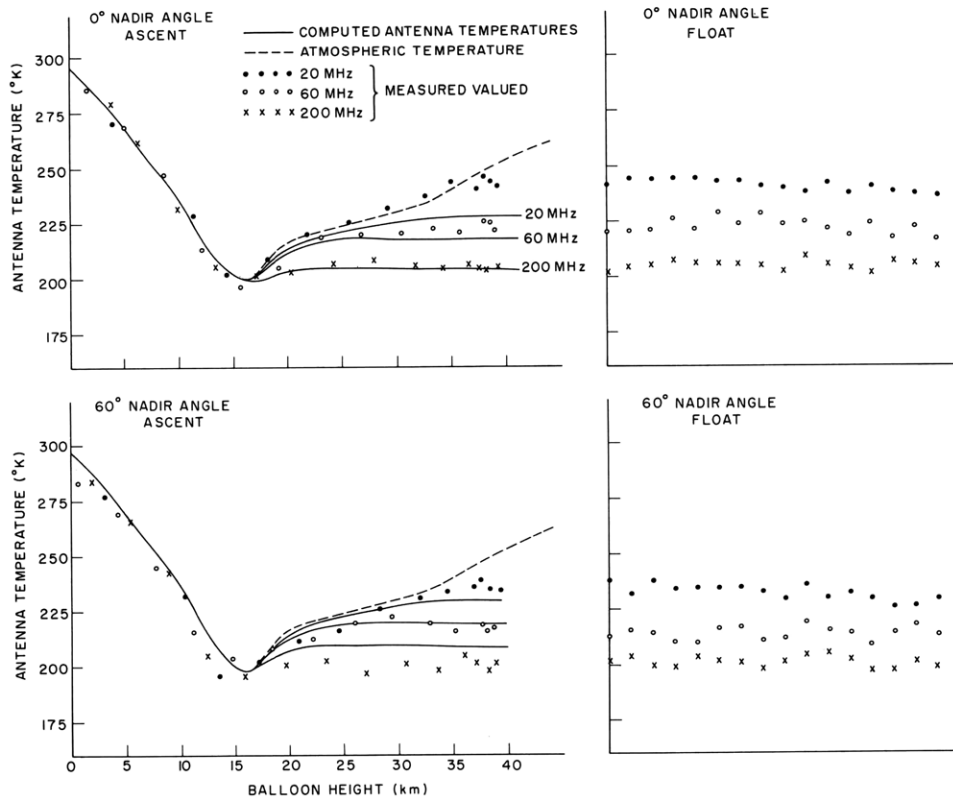 0° NADIR ANGLE
ASCENT
COMPUTED ANTENNA TEMPERATURES
ATMOSPHERIC TEMPERATURE
20 MHz
60 MHz
200 MHz
MEASURED VALUED
ANTENNA TEMPERATURE (°K)
300
275
250
225
200
175
20 MHz
60 MHz
200 MHz
0° NADIR ANGLE
FLOAT
60° NADIR ANGLE
ASCENT
ANTENNA TEMPERATURE (°K)
300
275
250
225
200
175
0 5 10 15 20 25 30 35 40
BALLOON HEIGHT (km)
60° NADIR ANGLE
FLOAT